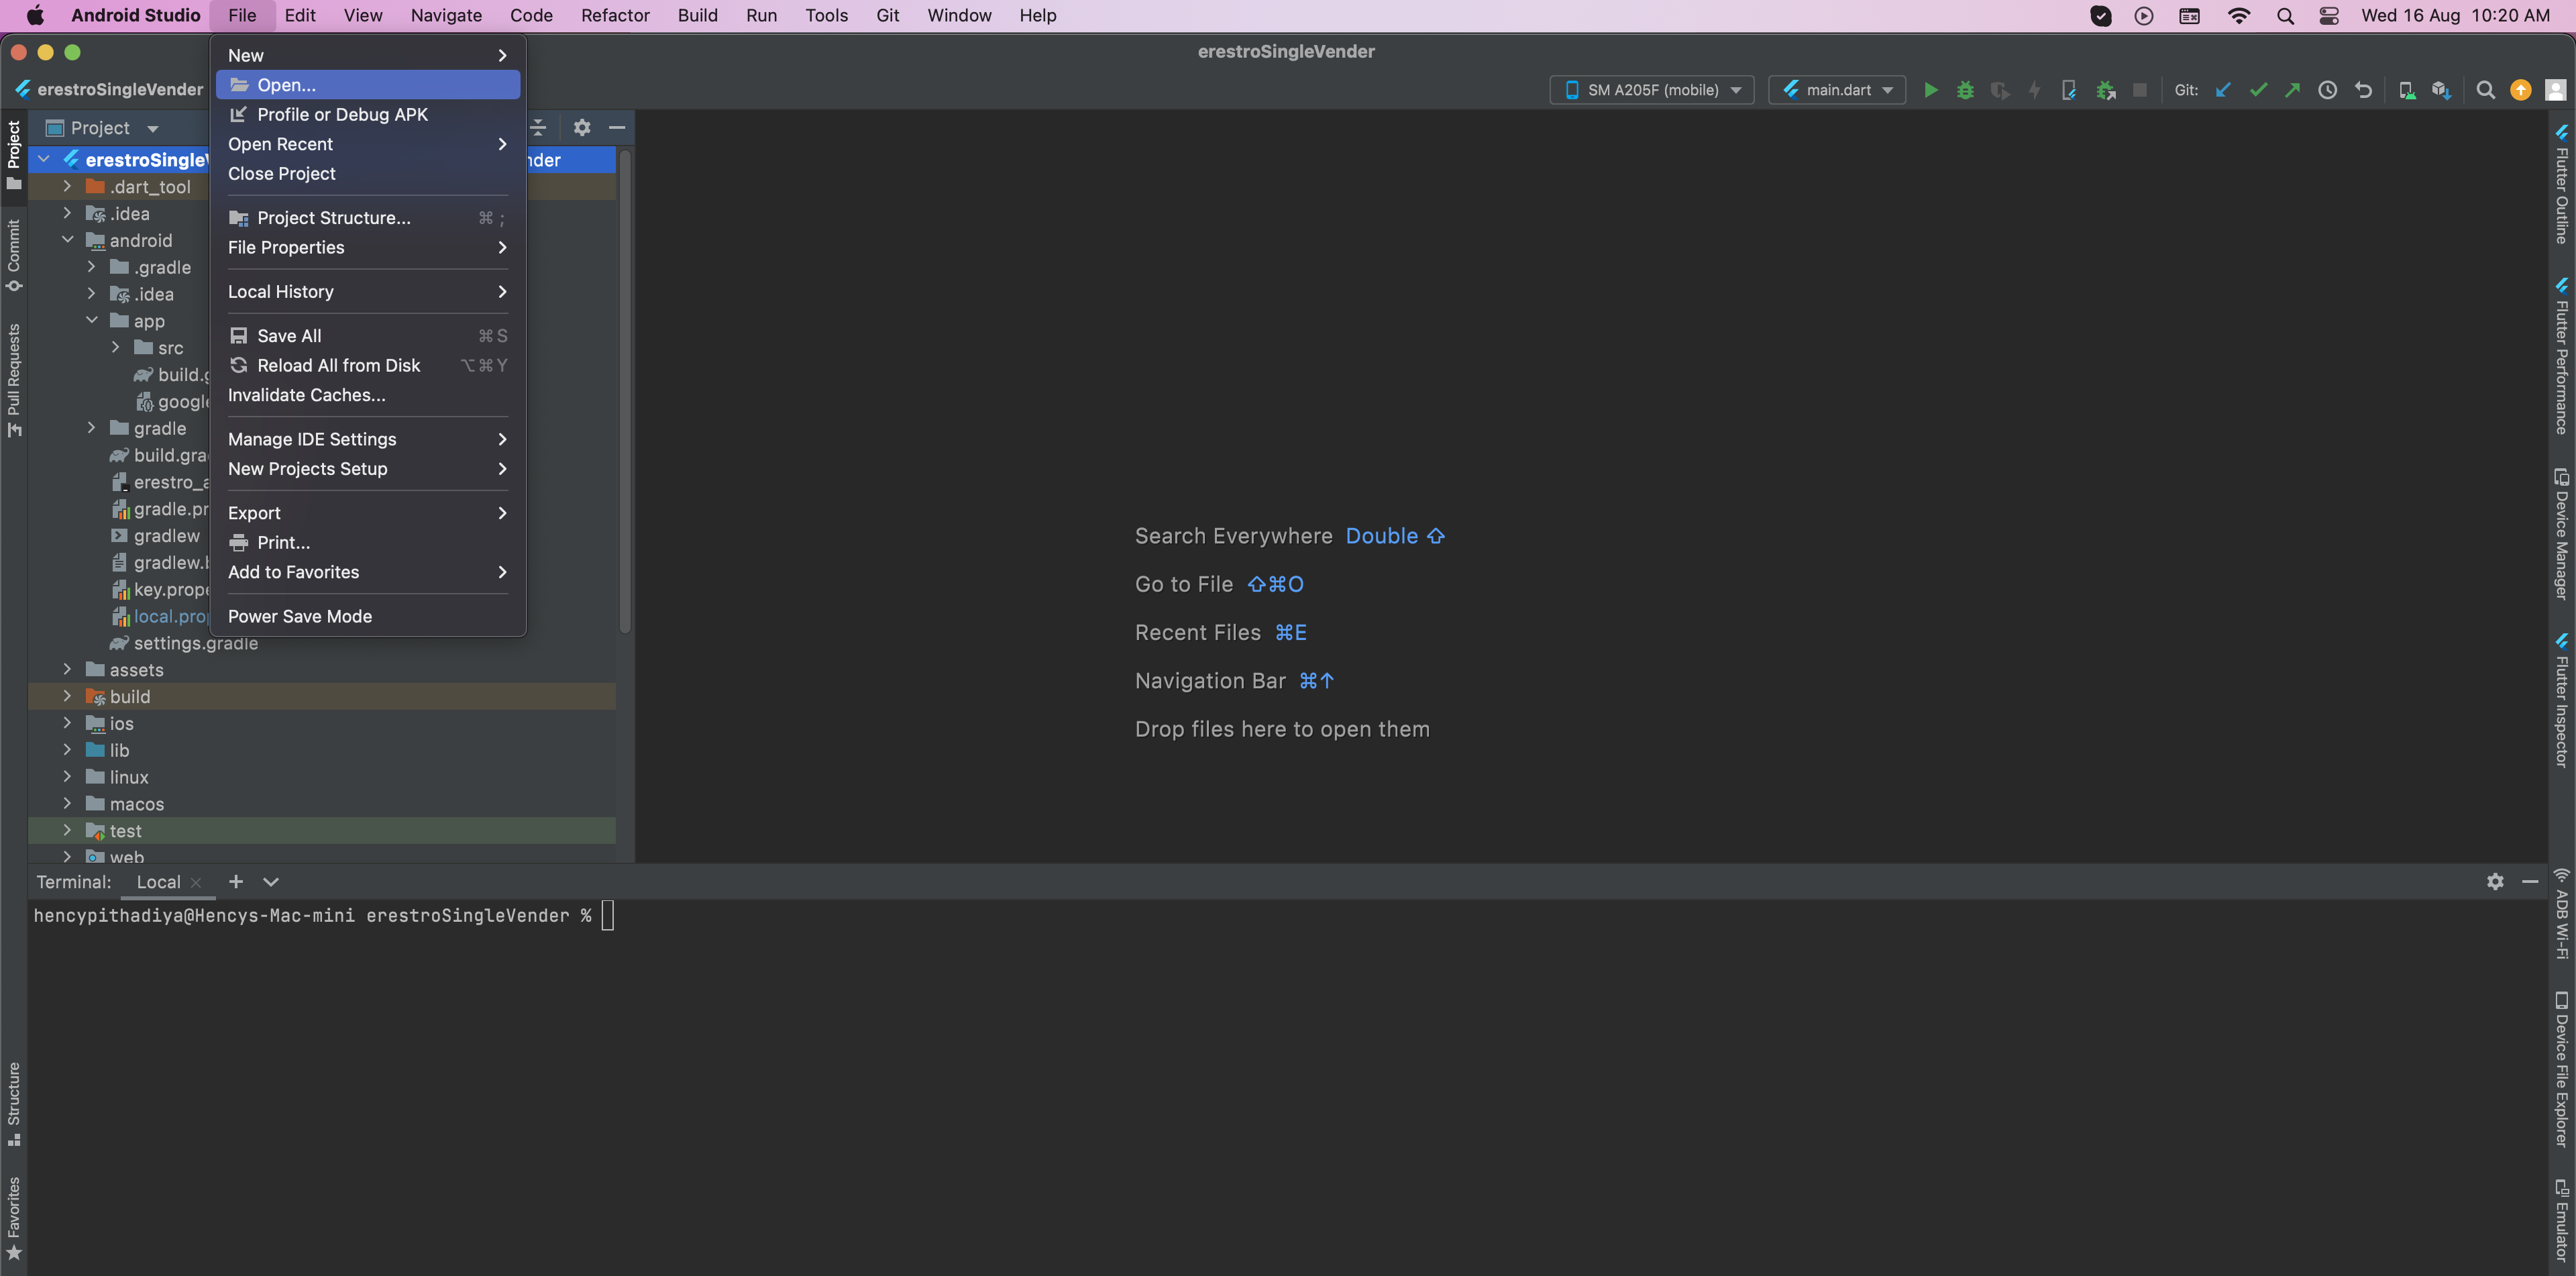 Android Studio File Edit View Navigate Code Refactor Build Run Tools Git Window Help Wed 16 Aug 10:20 AM
erestroSingleVender
erestroSingleVender SM A205F (mobile) main.dart Git:
New
Open...
Profile or Debug APK
Open Recent
Close Project
Project Structure... ⌘ ;
File Properties
Local History
Save All ⌘ S
Reload All from Disk ⌥ ⌘ Y
Invalidate Caches...
Manage IDE Settings
New Projects Setup
Export
Print...
Add to Favorites
Power Save Mode
Project
Commit
Pull Requests
Structure
Favorites
Project
erestroSingleV
nder
.dart_tool
.idea
android
.gradle
.idea
app
src
build.g
google
gradle
build.gra
erestro_a
gradle.pr
gradlew
gradlew.b
key.prope
local.prop
settings.gradle
assets
build
ios
lib
linux
macos
test
web
Search Everywhere Double ⇧
Go to File ⇧⌘O
Recent Files ⌘E
Navigation Bar ⌘↑
Drop files here to open them
Flutter Outline
Flutter Performance
Device Manager
Flutter Inspector
ADB Wi-Fi
Device File Explorer
Emulator
Terminal: Local
hencypithadiya@Hencys-Mac-mini erestroSingleVender %